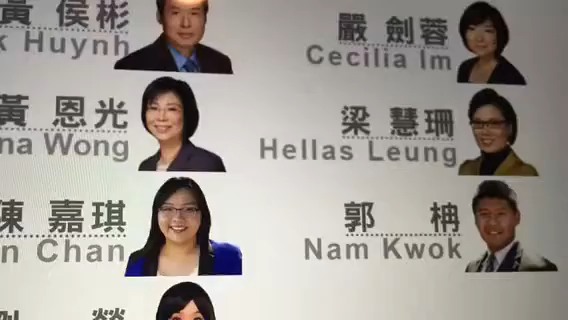 黃 侯彬
k Huynh
嚴 劍蓉
Cecilia Im
黃 恩光
na Wong
梁 慧珊
Hellas Leung
陳 嘉琪
n Chan
郭 枬
Nam Kwok